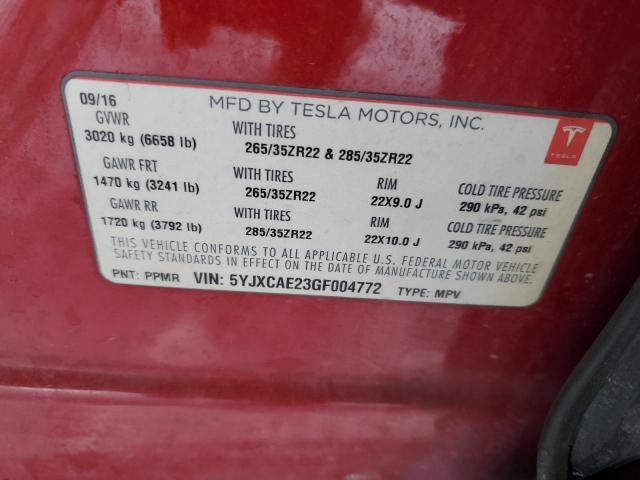 09/16 MFD BY TESLA MOTORS, INC.
GVWR WITH TIRES
3020 kg (6658 lb) 265/35ZR22 & 285/35ZR22
TESLA
GAWR FRT WITH TIRES RIM COLD TIRE PRESSURE
1470 kg (3241 lb) 265/35ZR22 22X9.0 J 290 kPa, 42 psi
GAWR RR WITH TIRES RIM COLD TIRE PRESSURE
1720 kg (3792 lb) 285/35ZR22 22X10.0 J 290 kPa, 42 psi
THIS VEHICLE CONFORMS TO ALL APPLICABLE U.S. FEDERAL MOTOR VEHICLE
SAFETY STANDARDS IN EFFECT ON THE DATE OF MANUFACTURE SHOWN ABOVE.
PNT: PPMR VIN: 5YJXCAE23GF004772 TYPE: MPV